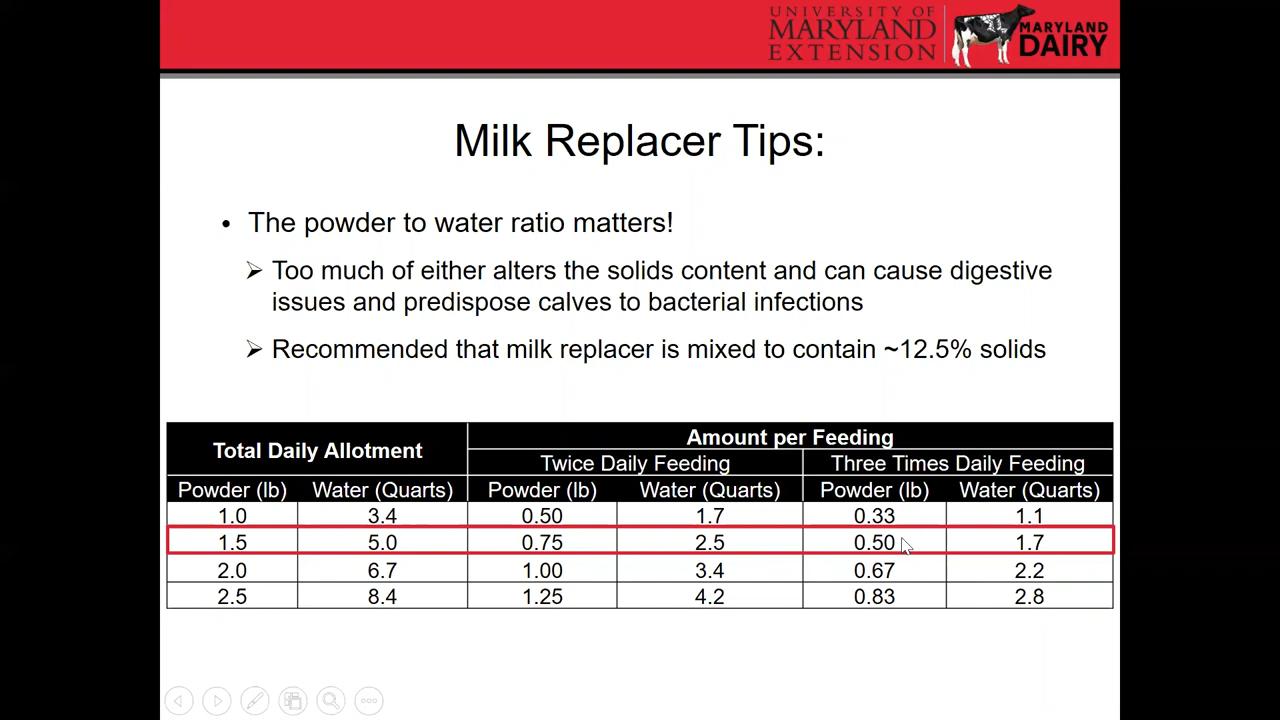 UNIVERSITY OF
MARYLAND
EXTENSION
MARYLAND
DAIRY
Milk Replacer Tips:
• The powder to water ratio matters!
➢ Too much of either alters the solids content and can cause digestive
issues and predispose calves to bacterial infections
➢ Recommended that milk replacer is mixed to contain ~12.5% solids
Total Daily Allotment Amount per Feeding
Twice Daily Feeding Three Times Daily Feeding
Powder (lb) Water (Quarts) Powder (lb) Water (Quarts) Powder (lb) Water (Quarts)
1.0 3.4 0.50 1.7 0.33 1.1
1.5 5.0 0.75 2.5 0.50 1.7
2.0 6.7 1.00 3.4 0.67 2.2
2.5 8.4 1.25 4.2 0.83 2.8